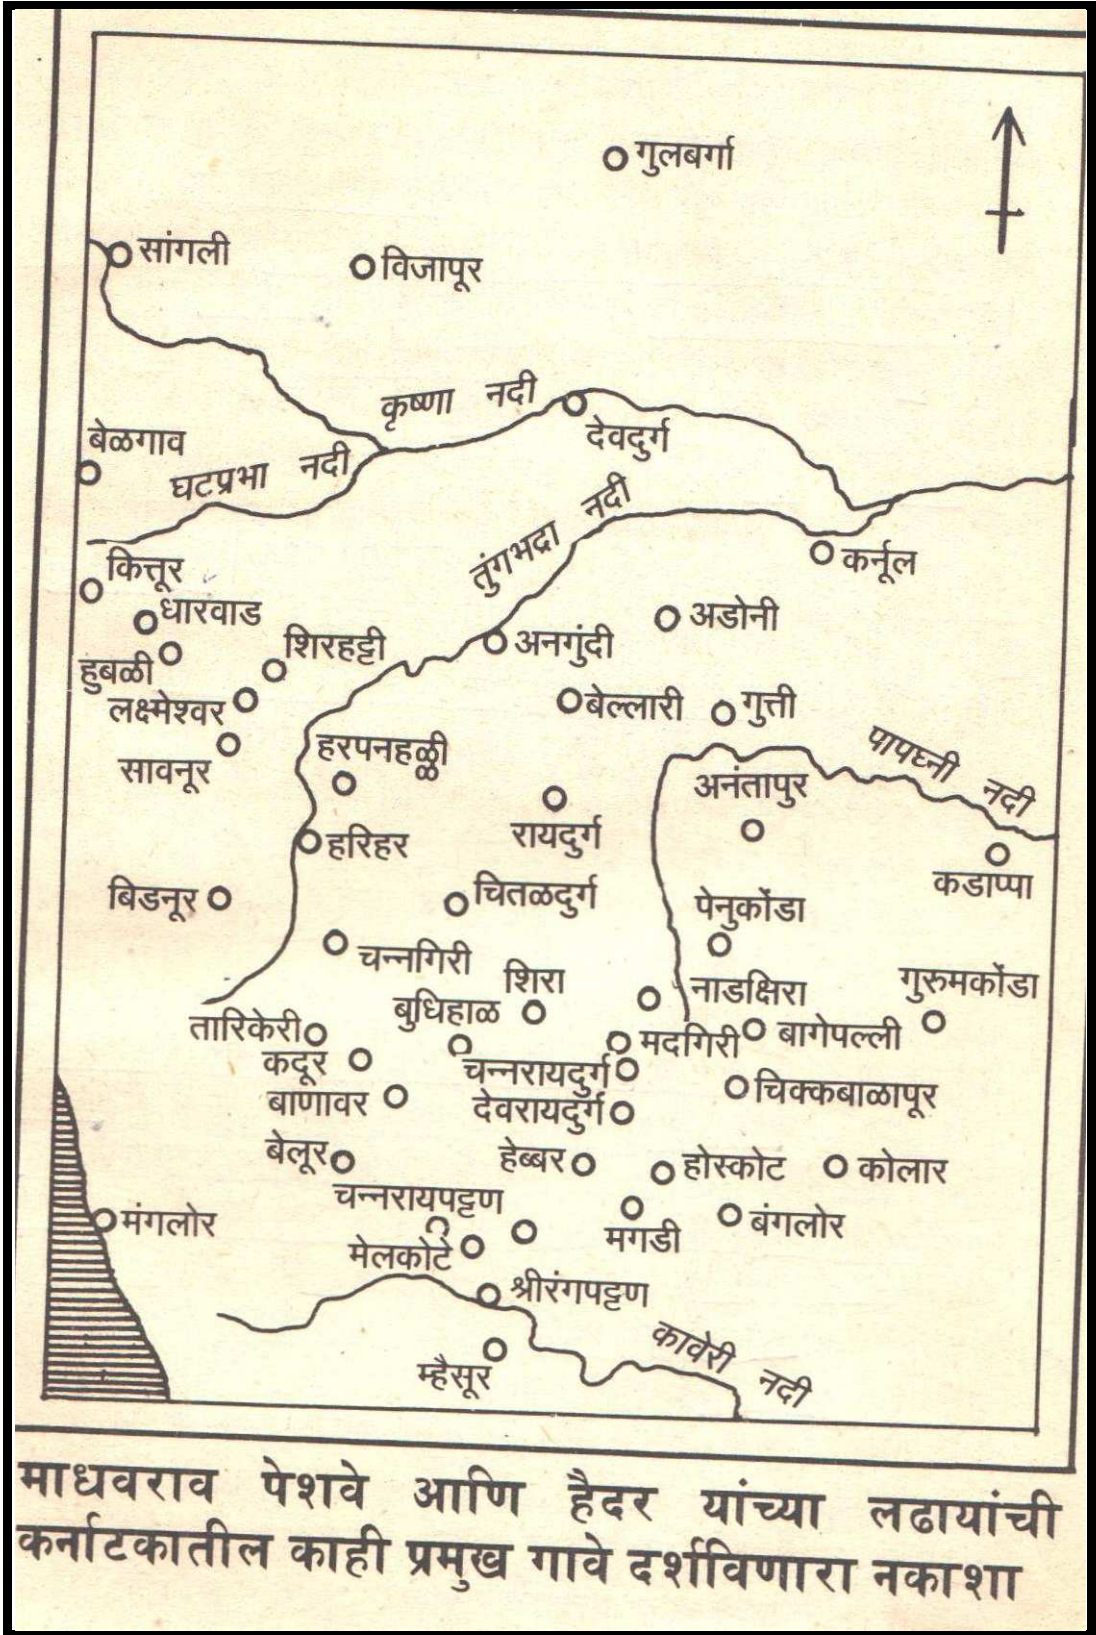 गुलबर्गा
सांगली
विजापूर
कृष्णा नदी
देवदुर्ग
बेळगाव
घटप्रभा नदी
तुंगभद्रा नदी
कर्नूल
कित्तूर
धारवाड
अडोनी
शिरहट्टी
अनगुंदी
हुबळी
लक्ष्मेश्वर
बेल्लारी
गुत्ती
सावनूर
हरपनहळ्ळी
पापघ्नी नदी
अनंतापुर
रायदुर्ग
हरिहर
कडाप्पा
बिडनूर
चितळदुर्ग
पेनुकोंडा
चन्नगिरी
शिरा
नाडक्षिरा
गुरुमकोंडा
बुधिहाळ
तारिकेरी
मदगिरी
बागेपल्ली
कदूर
चन्नरायदुर्ग
बाणावर
देवरायदुर्ग
चिक्कबाळापूर
बेलूर
हेब्बर
होस्कोट
कोलार
चन्नरायपट्टण
मंगलोर
मगडी
बंगलोर
मेलकोटे
श्रीरंगपट्टण
कावेरी नदी
म्हैसूर
माधवराव पेशवे आणि हैदर यांच्या लढायांची
कर्नाटकातील काही प्रमुख गावे दर्शविणारा नकाशा